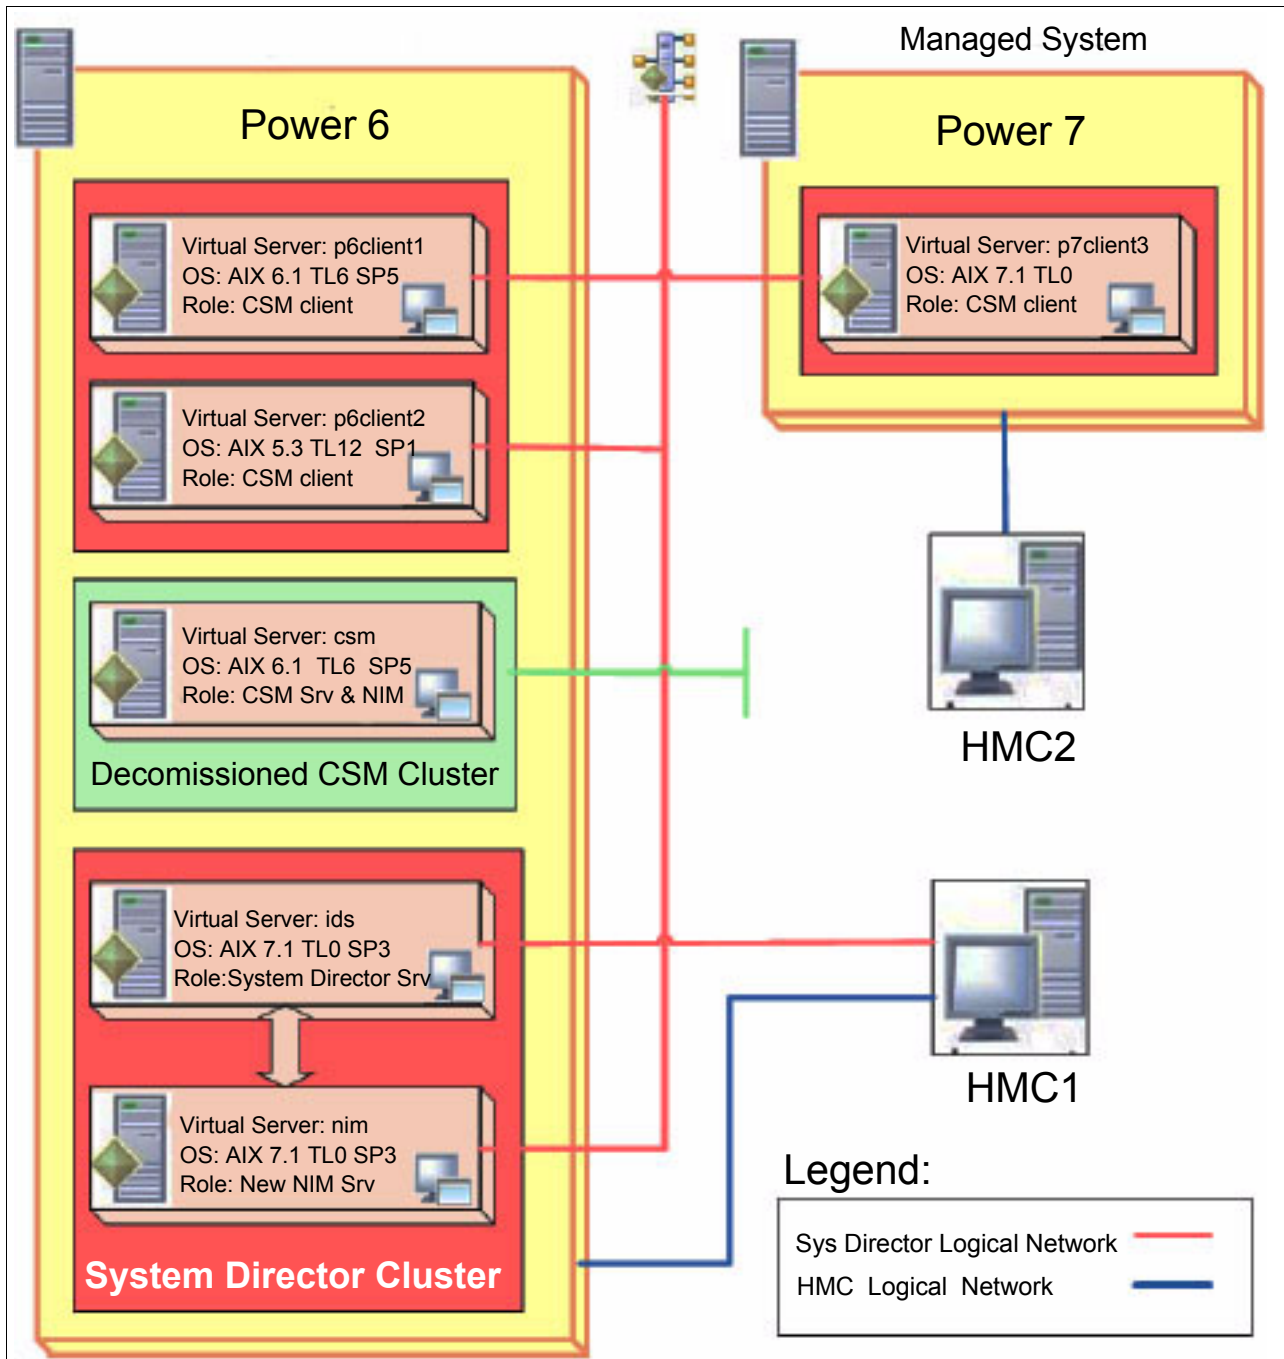 Managed System
Power 6
Power 7
Virtual Server: p6client1
OS: AIX 6.1 TL6 SP5
Role: CSM client
Virtual Server: p7client3
OS: AIX 7.1 TL0
Role: CSM client
Virtual Server: p6client2
OS: AIX 5.3 TL12 SP1
Role: CSM client
Virtual Server: csm
OS: AIX 6.1 TL6 SP5
Role: CSM Srv & NIM
Decomissioned CSM Cluster
HMC2
Virtual Server: ids
OS: AIX 7.1 TL0 SP3
Role:System Director Srv
HMC1
Virtual Server: nim
OS: AIX 7.1 TL0 SP3
Role: New NIM Srv
System Director Cluster
Legend:
Sys Director Logical Network
HMC Logical Network